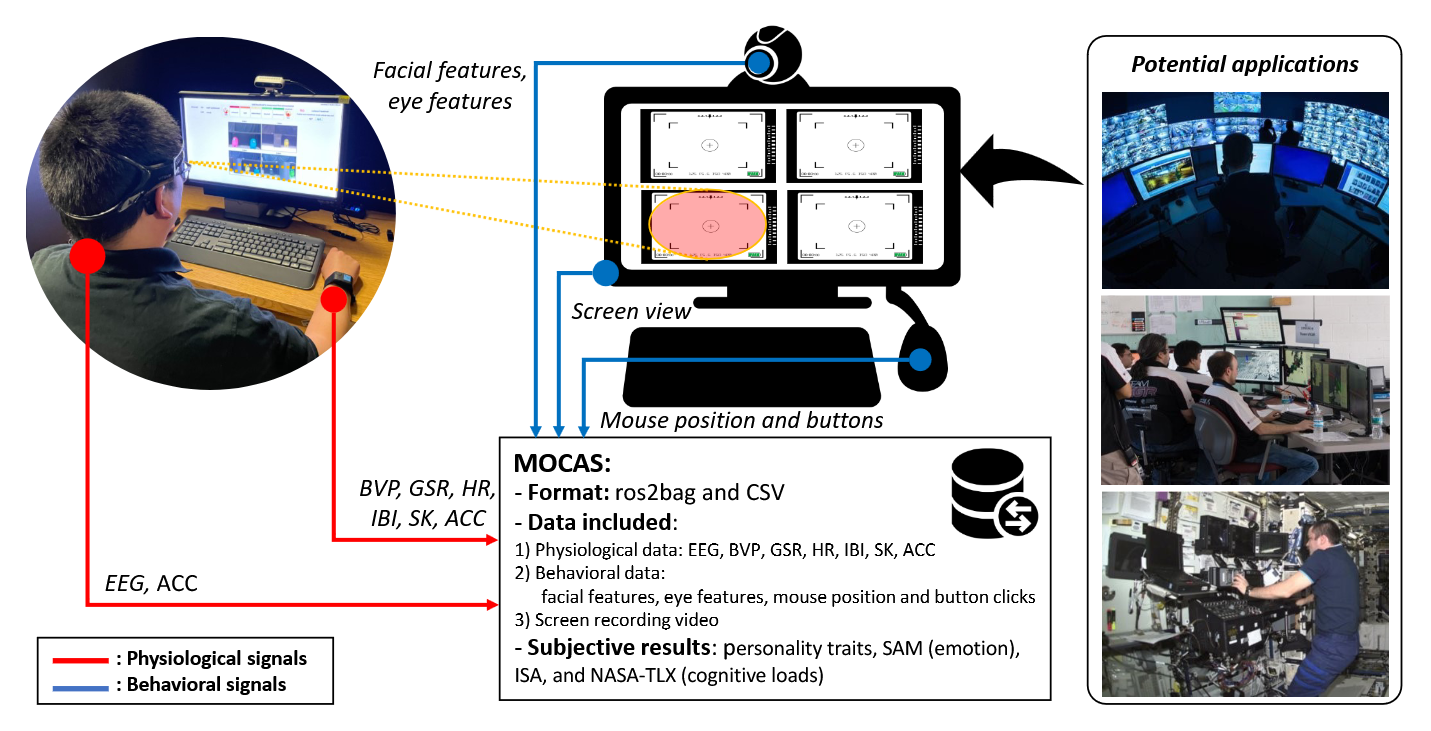 Facial features,
eye features
Potential applications
Screen view
Mouse position and buttons
BVP, GSR, HR,
IBI, SK, ACC
EEG, ACC
MOCAS:
- Format: ros2bag and CSV
- Data included:
1) Physiological data: EEG, BVP, GSR, HR, IBI, SK, ACC
2) Behavioral data:
facial features, eye features, mouse position and button clicks
3) Screen recording video
- Subjective results: personality traits, SAM (emotion),
ISA, and NASA-TLX (cognitive loads)
: Physiological signals
: Behavioral signals